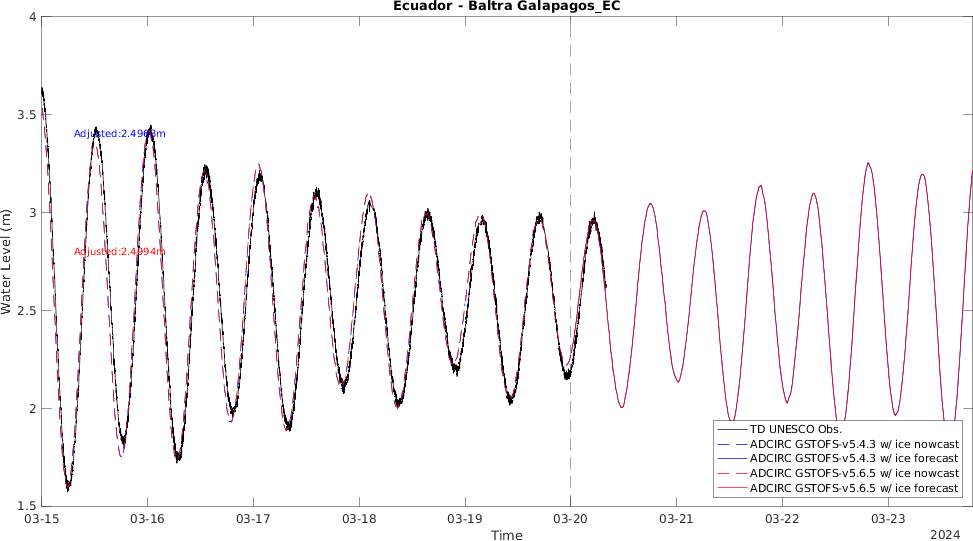 Ecuador - Baltra Galapagos_EC
4
3.5
3
2.5
2
1.5
Water Level (m)
Adjusted:2.4963m
Adjusted:2.4994m
TD UNESCO Obs.
ADCIRC GSTOFS-v5.4.3 w/ ice nowcast
ADCIRC GSTOFS-v5.4.3 w/ ice forecast
ADCIRC GSTOFS-v5.6.5 w/ ice nowcast
ADCIRC GSTOFS-v5.6.5 w/ ice forecast
03-15 03-16 03-17 03-18 03-19 03-20 03-21 03-22 03-23
Time
2024